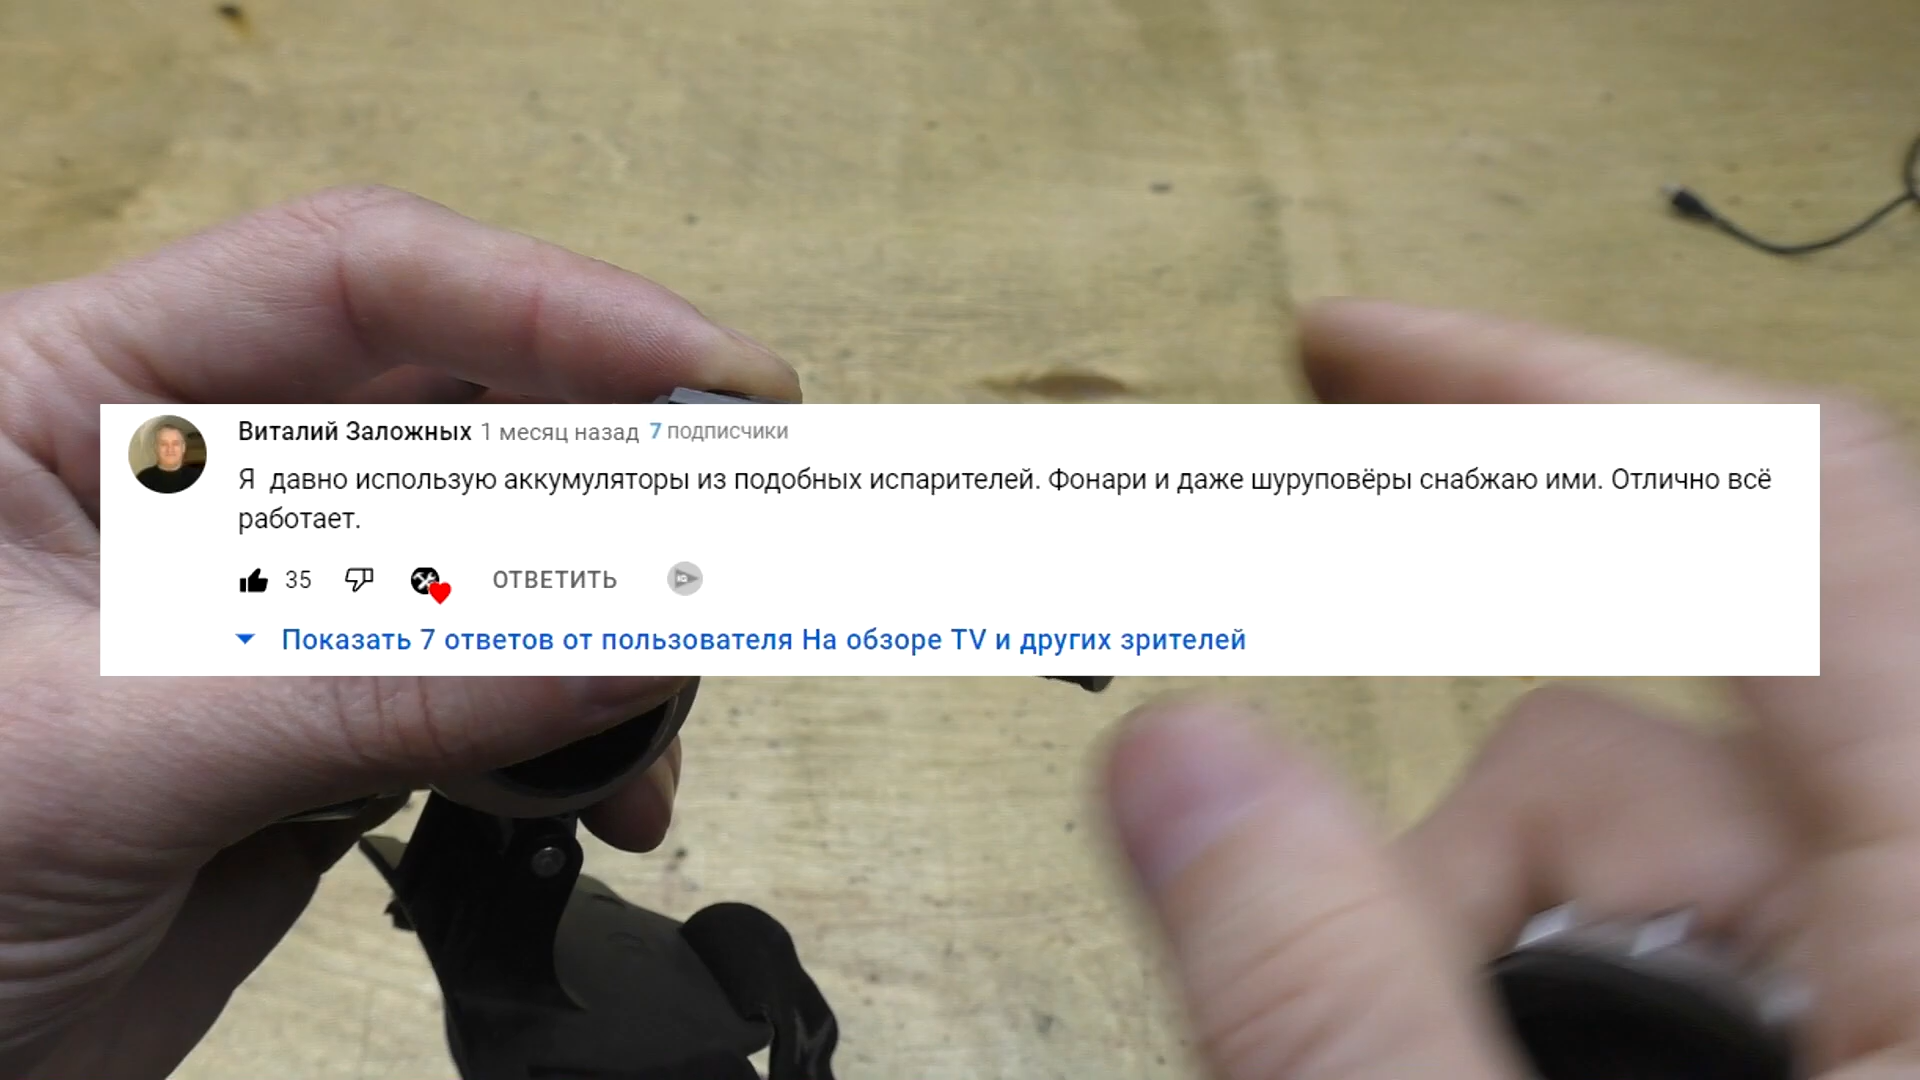 Виталий Заложных 1 месяц назад 7 подписчики
Я давно использую аккумуляторы из подобных испарителей. Фонари и даже шуруповёры снабжаю ими. Отлично всё
работает.
35 ОТВЕТИТЬ
Показать 7 ответов от пользователя На обзоре TV и других зрителей